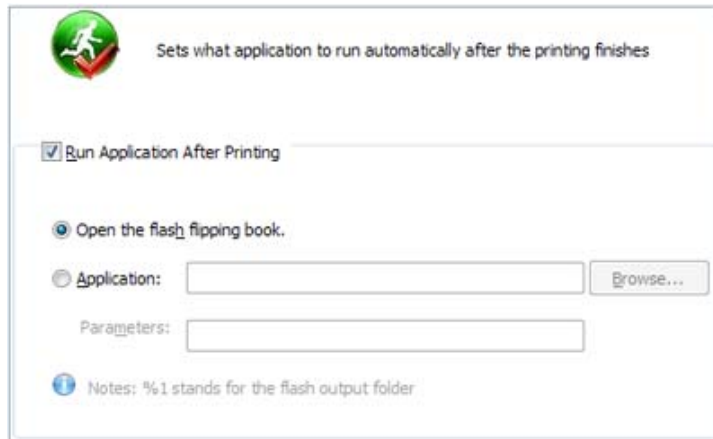 Sets what application to run automatically after the printing finishes
Run Application After Printing
Open the flash flipping book.
Application:
Browse...
Parameters:
Notes: %1 stands for the flash output folder